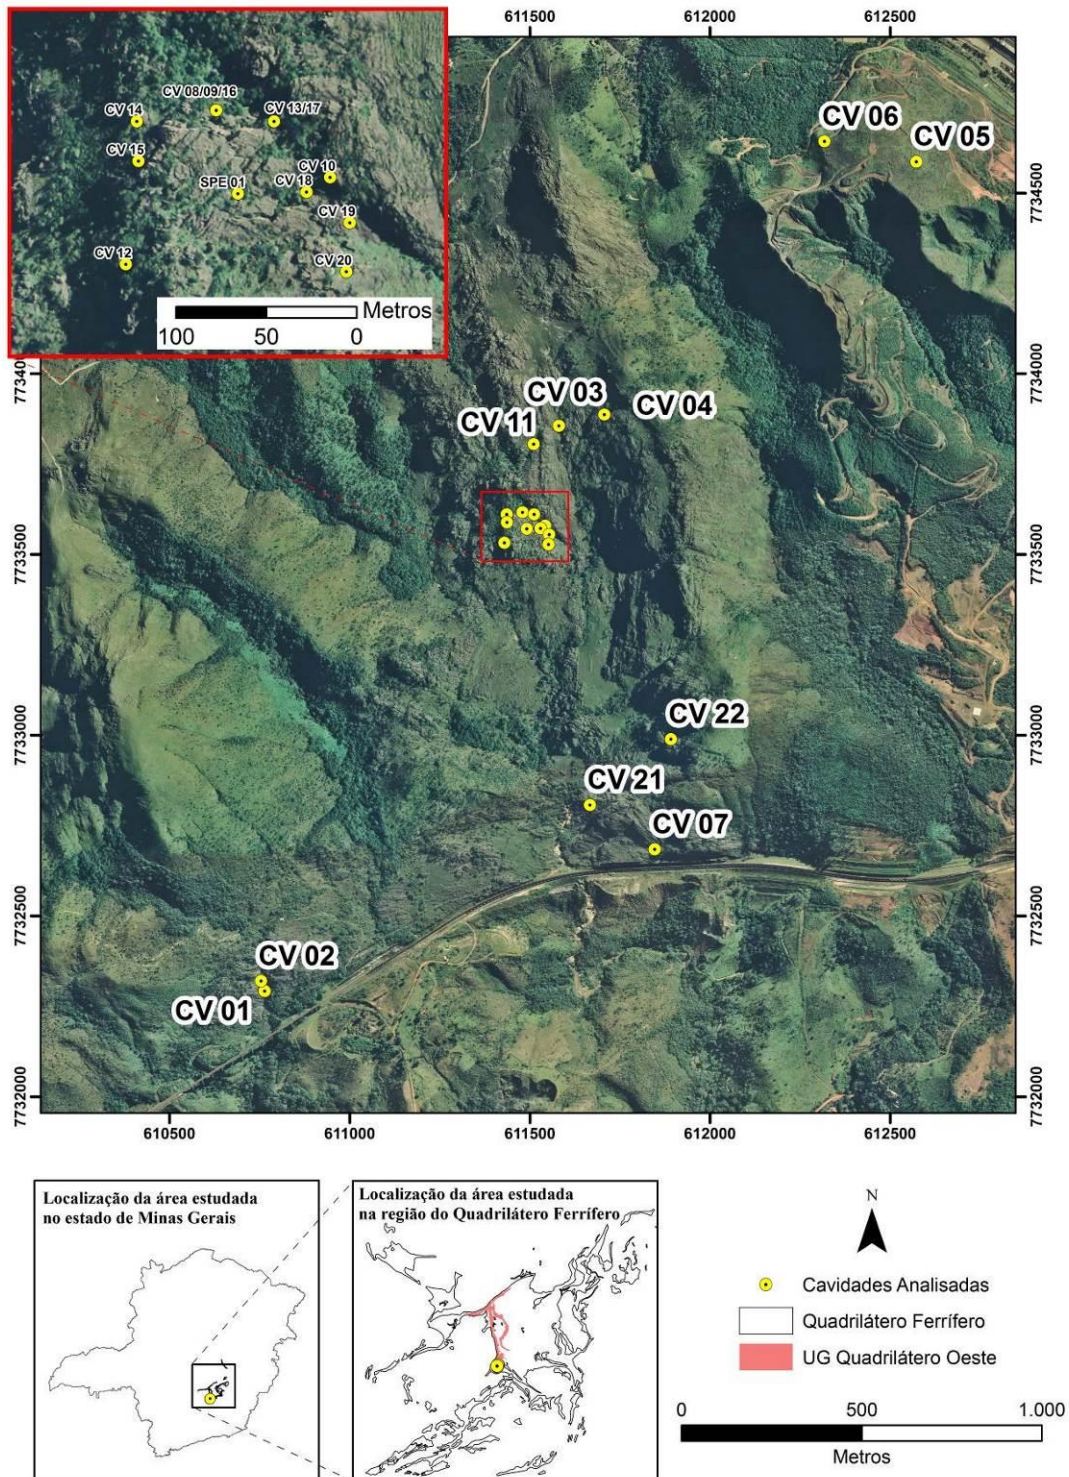 611500
612000
612500
CV 08/09/16
CV 14
CV 13/17
CV 15
CV 10
SPE 01
CV 18
CV 19
CV 12
CV 20
Metros
100
50
0
CV 06
CV 05
7734500
7734500
7734000
7734000
CV 03
CV 04
CV 11
7733500
7733500
CV 22
7733000
7733000
CV 21
CV 07
7732500
7732500
CV 02
CV 01
7732000
7732000
610500
611000
611500
612000
612500
Localização da área estudada
no estado de Minas Gerais
Localização da área estudada
na região do Quadrilátero Ferrífero
N
Cavidades Analisadas
Quadrilátero Ferrífero
UG Quadrilátero Oeste
0
500
1.000
Metros